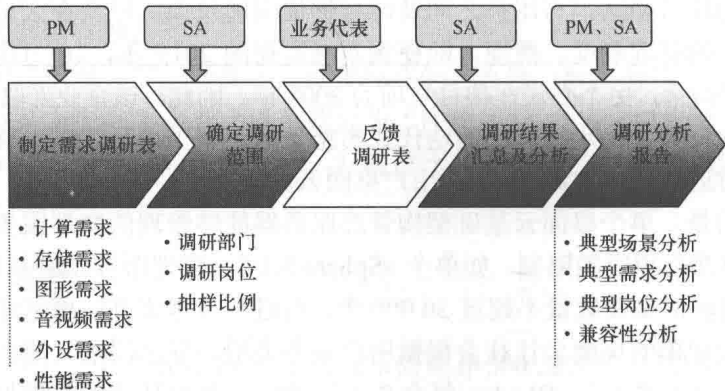 PM
SA
业务代表
SA
PM、SA
制定需求调研表
确定调研
范围
反馈
调研表
调研结果
汇总及分析
调研分析
报告
• 计算需求
• 存储需求
• 图形需求
• 音视频需求
• 外设需求
• 性能需求
• 调研部门
• 调研岗位
• 抽样比例
• 典型场景分析
• 典型需求分析
• 典型岗位分析
• 兼容性分析